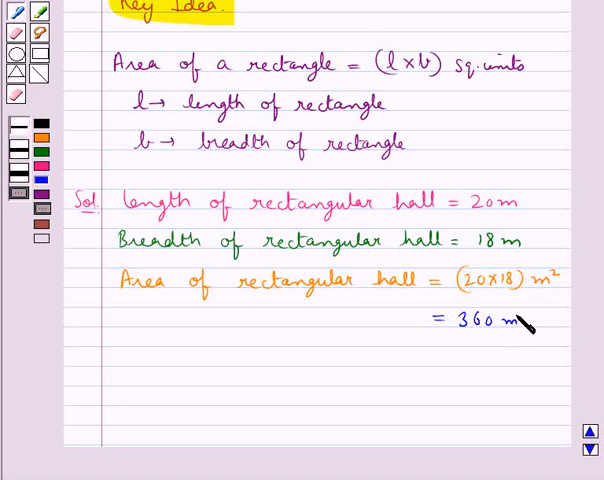 Key Idea.
Area of a rectangle = (l × b) sq. units
l → length of rectangle
b → breadth of rectangle
Sol. Length of rectangular hall = 20 m
Breadth of rectangular hall = 18 m
Area of rectangular hall = (20×18) m²
= 360 m